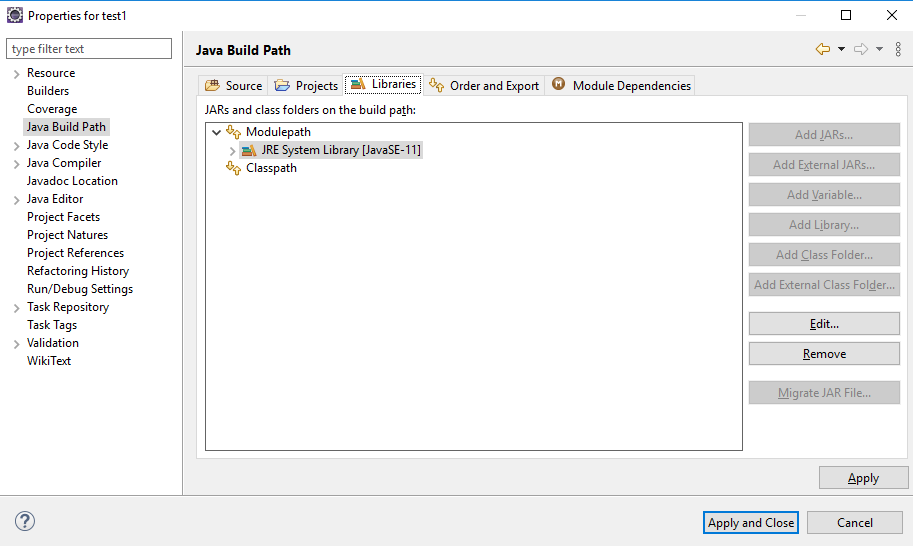 Properties for test1
type filter text
Resource
Builders
Coverage
Java Build Path
Java Code Style
Java Compiler
Javadoc Location
Java Editor
Project Facets
Project Natures
Project References
Refactoring History
Run/Debug Settings
Task Repository
Task Tags
Validation
WikiText
Java Build Path
Source Projects Libraries Order and Export Module Dependencies
JARs and class folders on the build path:
Modulepath
JRE System Library [JavaSE-11]
Classpath
Add JARs...
Add External JARs...
Add Variable...
Add Library...
Add Class Folder...
Add External Class Folder...
Edit...
Remove
Migrate JAR File...
Apply
Apply and Close
Cancel